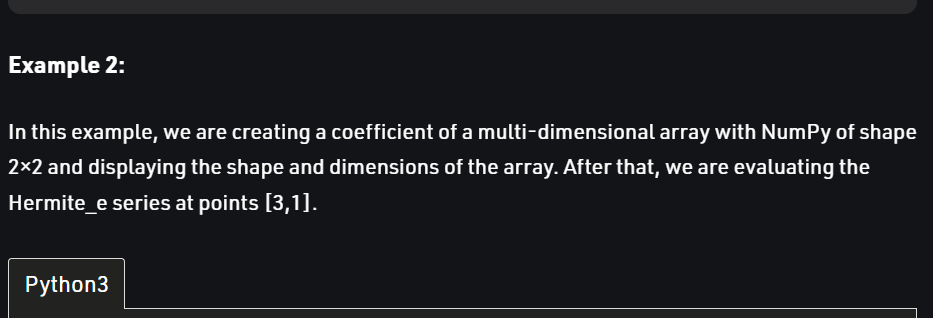 Example 2:
In this example, we are creating a coefficient of a multi-dimensional array with NumPy of shape
2×2 and displaying the shape and dimensions of the array. After that, we are evaluating the
Hermite_e series at points [3,1].
Python3